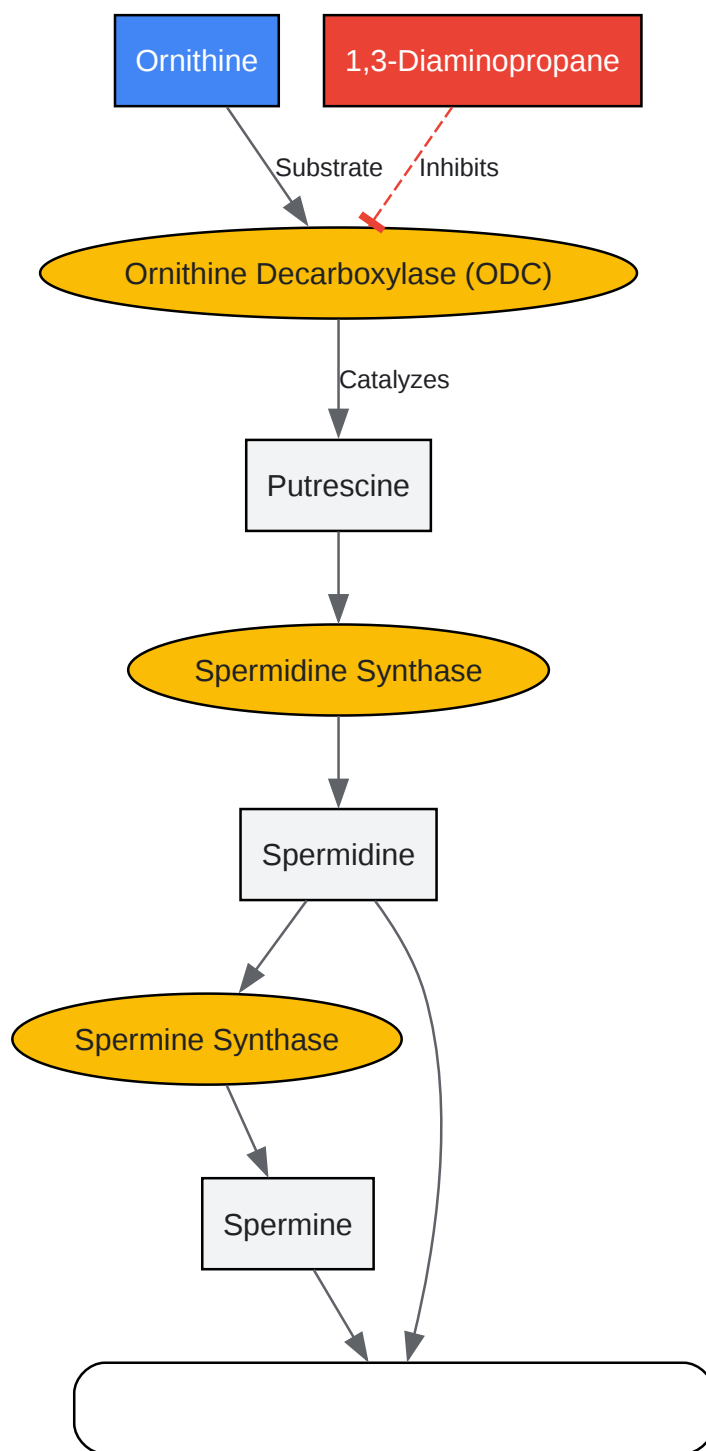 Ornithine
1,3-Diaminopropane
Substrate
Inhibits
Ornithine Decarboxylase (ODC)
Catalyzes
Putrescine
Spermidine Synthase
Spermidine
Spermine Synthase
Spermine